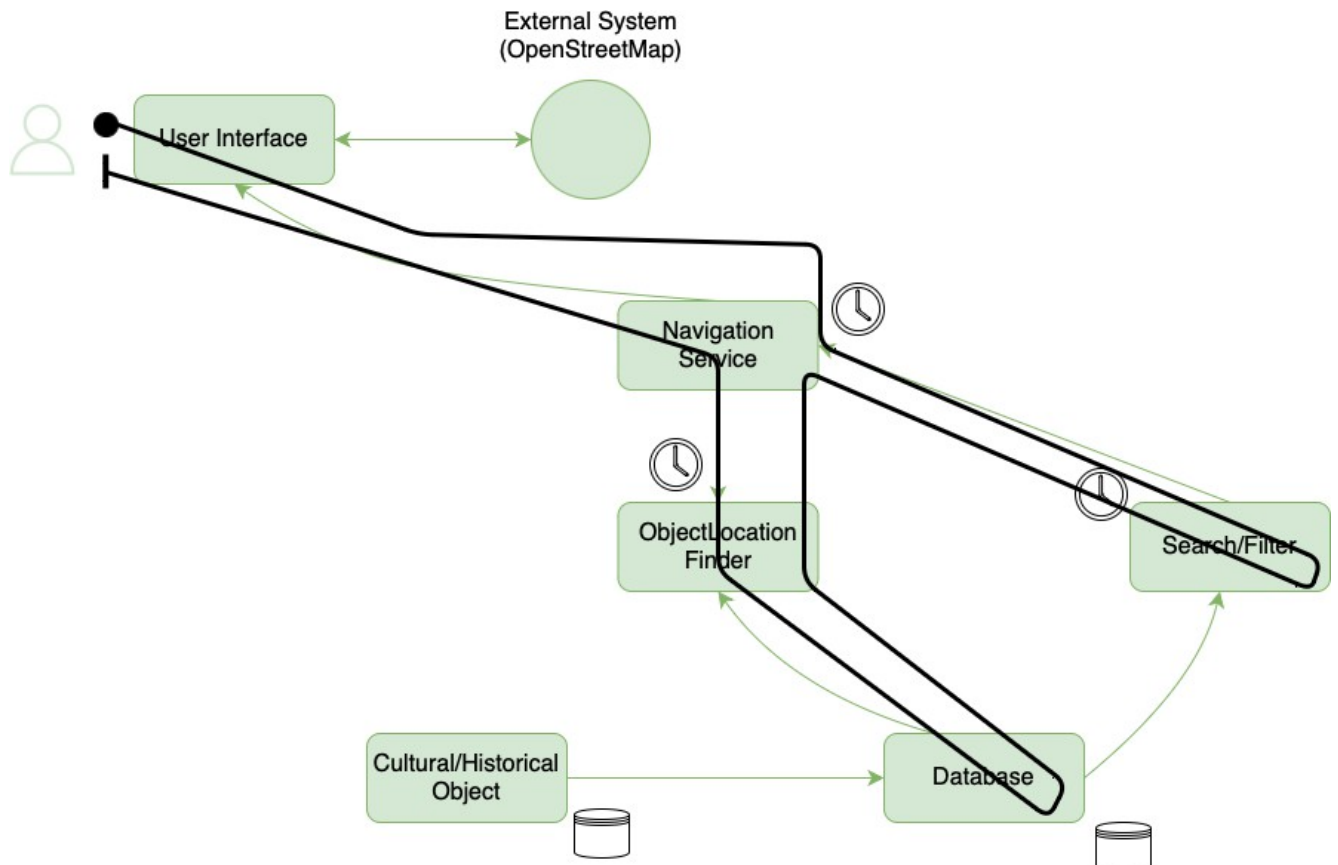 External System
(OpenStreetMap)
User Interface
Navigation
Service
ObjectLocation
Finder
Search/Filter
Cultural/Historical
Object
Database